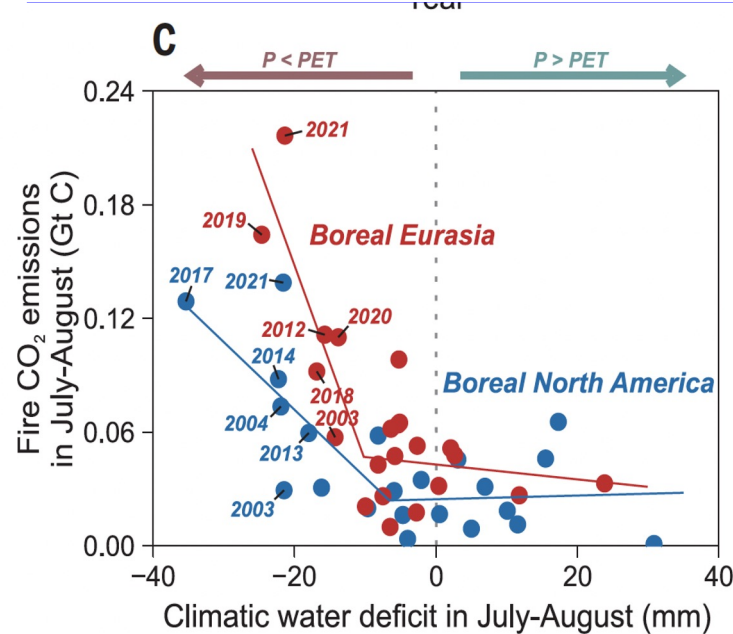 Year
C
P < PET
P > PET
0.24
0.18
0.12
0.06
0.00
Fire CO₂ emissions
in July-August (Gt C)
2021
2019
Boreal Eurasia
2017
2021
2012
2020
2014
2018
Boreal North America
2004
2003
2013
2003
−40
−20
0
20
40
Climatic water deficit in July-August (mm)